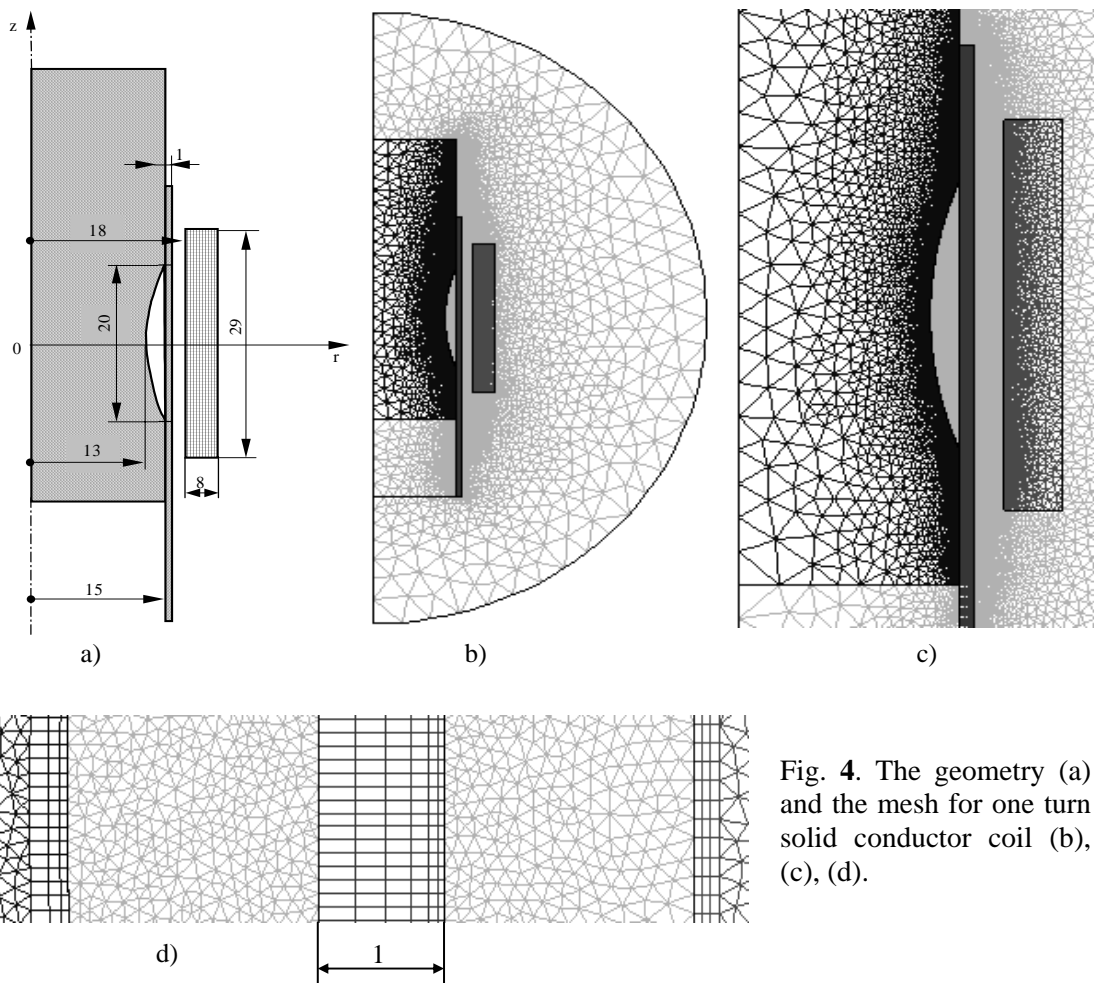 z
1
18
20
29
0
r
13
8
15
a)
b)
c)
d)
1
Fig. 4. The geometry (a)
and the mesh for one turn
solid conductor coil (b),
(c), (d).